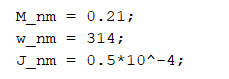 M_nm = 0.21;
w_nm = 314;
J_nm = 0.5*10^-4;